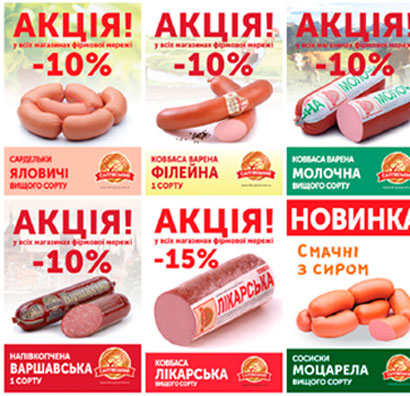 АКЦІЯ!
у всіх магазинах фірмової мережі
-10%
САРДЕЛЬКИ
ЯЛОВИЧІ
ВИЩОГО СОРТУ
АКЦІЯ!
у всіх магазинах фірмової мережі
-10%
КОВБАСА ВАРЕНА
ФІЛЕЙНА
1 СОРТУ
АКЦІЯ!
у всіх магазинах фірмової мережі
-10%
МОЛОЧНА
КОВБАСА ВАРЕНА
МОЛОЧНА
ВИЩОГО СОРТУ
АКЦІЯ!
у всіх магазинах фірмової мережі
-10%
НАПІВКОПЧЕНА
ВАРШАВСЬКА
1 СОРТУ
АКЦІЯ!
у всіх магазинах фірмової мережі
-15%
ЛІКАРСЬКА
КОВБАСА
ЛІКАРСЬКА
ВИЩОГО СОРТУ
НОВИНКА
Смачні
з сиром
СОСИСКИ
МОЦАРЕЛА
ВИЩОГО СОРТУ